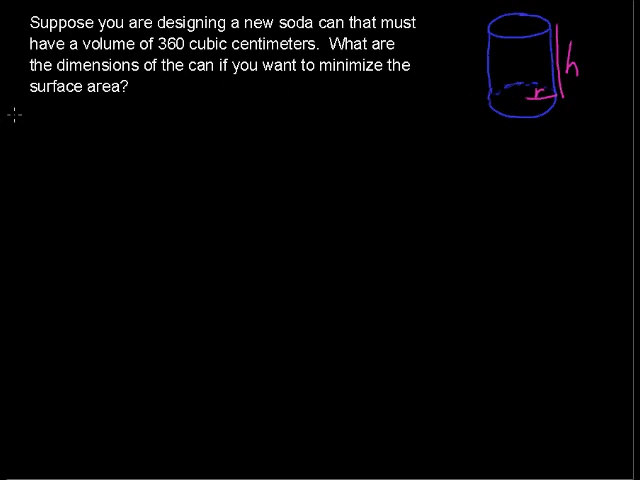 Suppose you are designing a new soda can that must
have a volume of 360 cubic centimeters.  What are
the dimensions of the can if you want to minimize the
surface area?
h
r